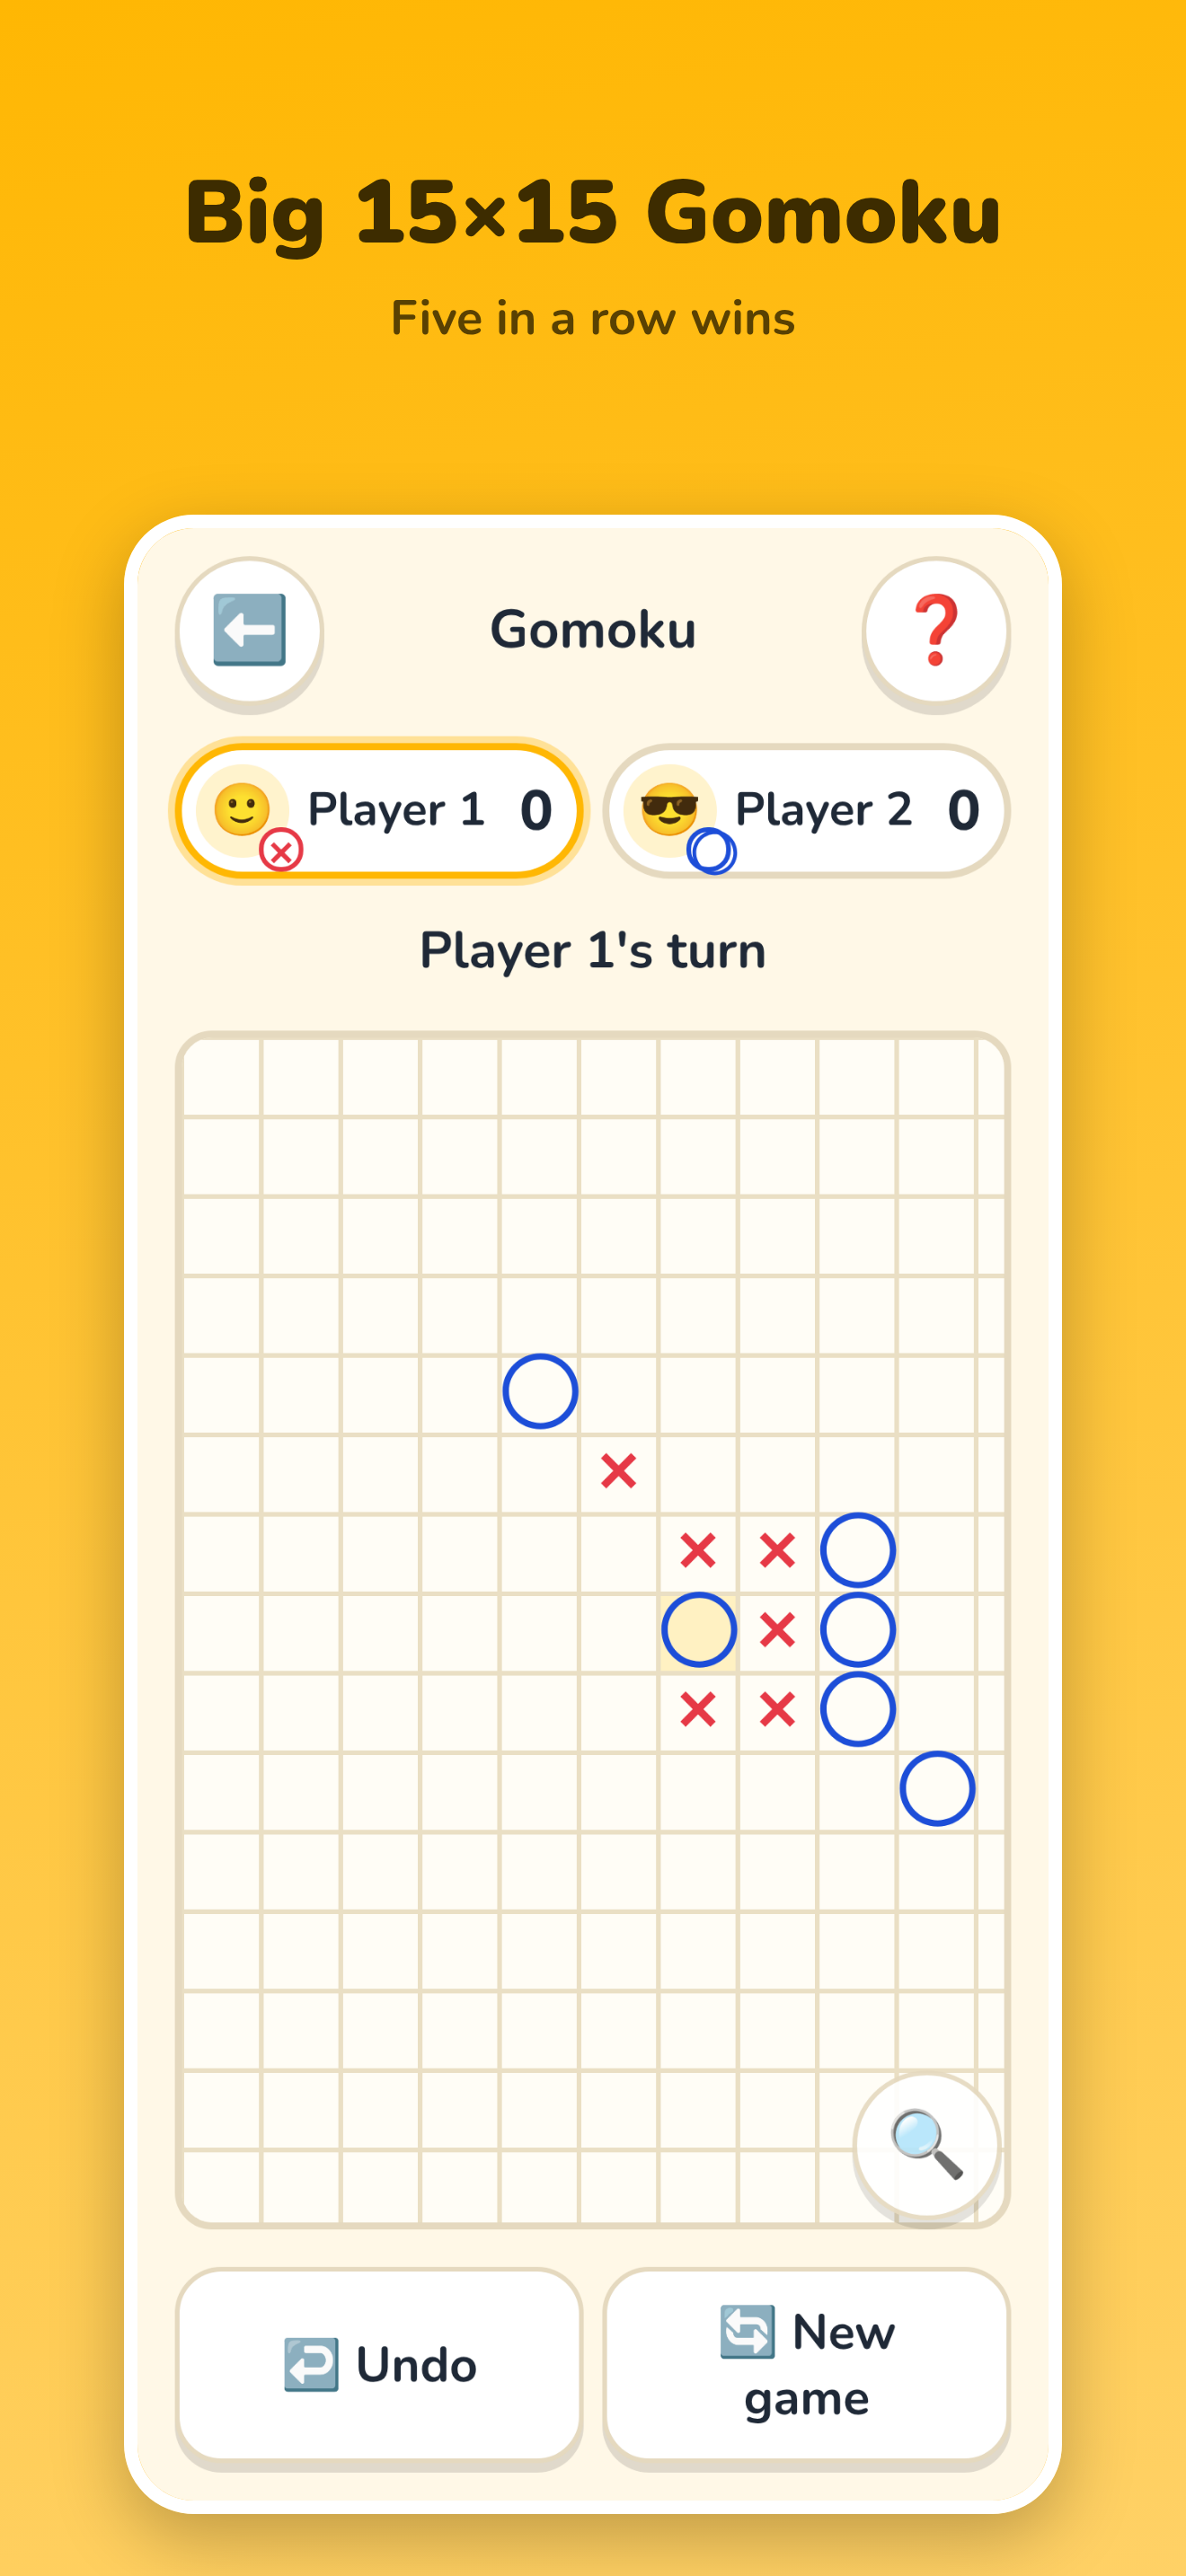 Big 15×15 Gomoku
Five in a row wins
Gomoku
Player 1 0
Player 2 0
Player 1's turn
Undo
New
game